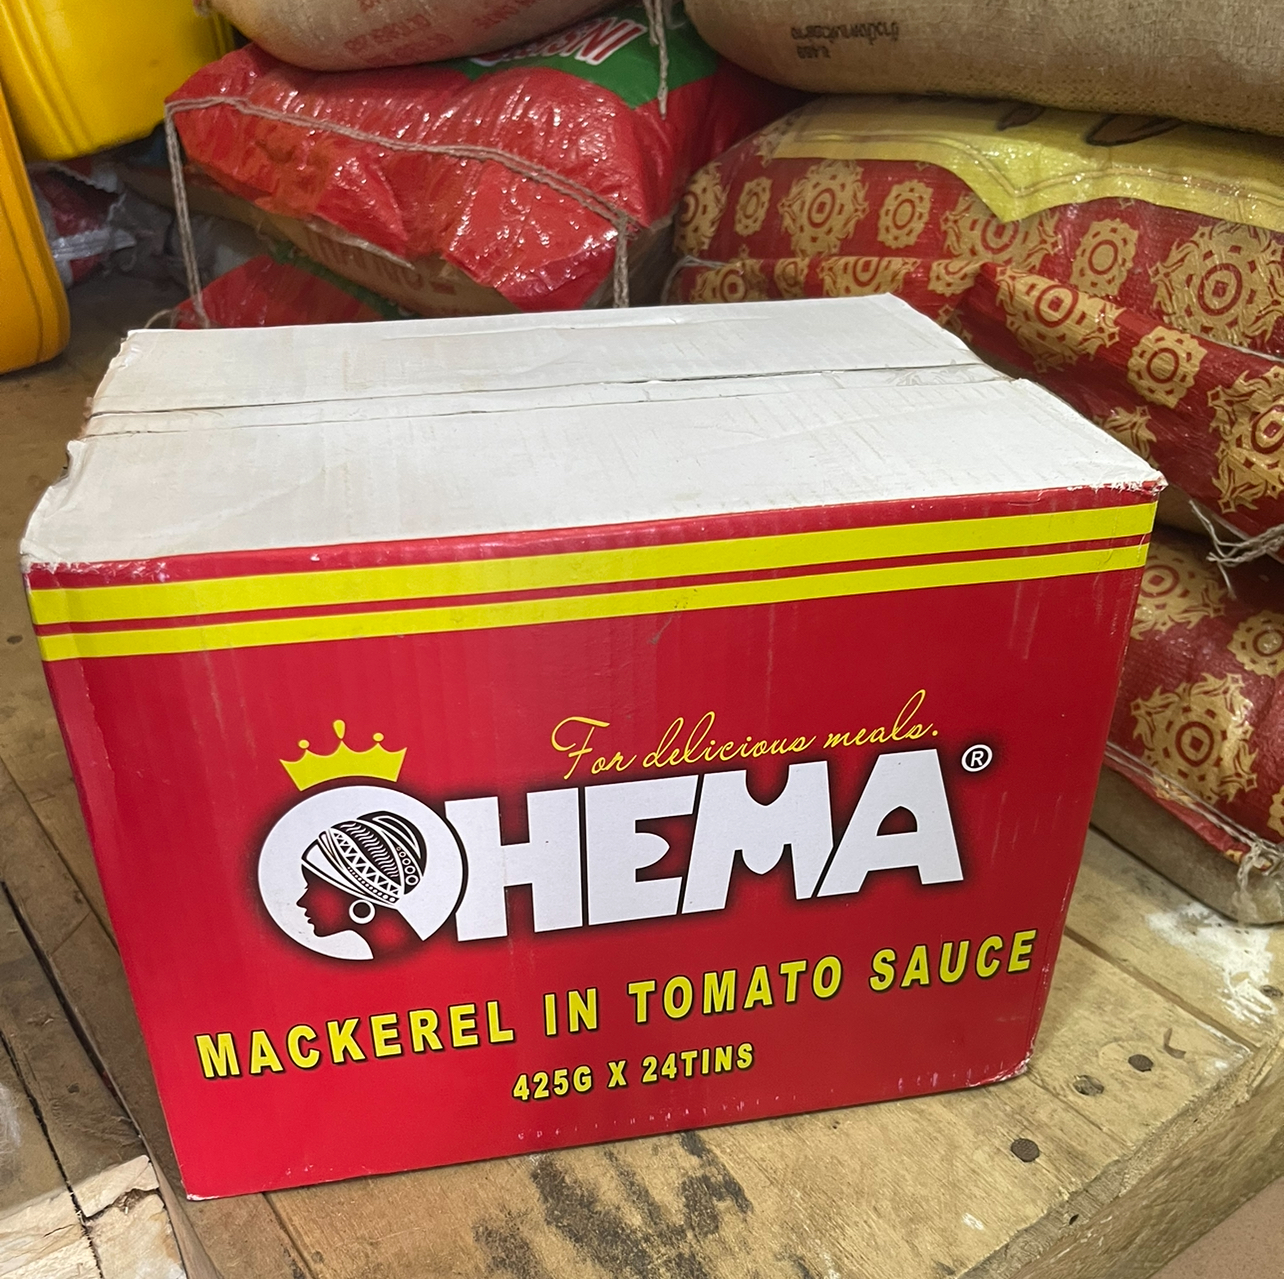 For delicious meals.
OHEMA®
MACKEREL IN TOMATO SAUCE
425G X 24TINS